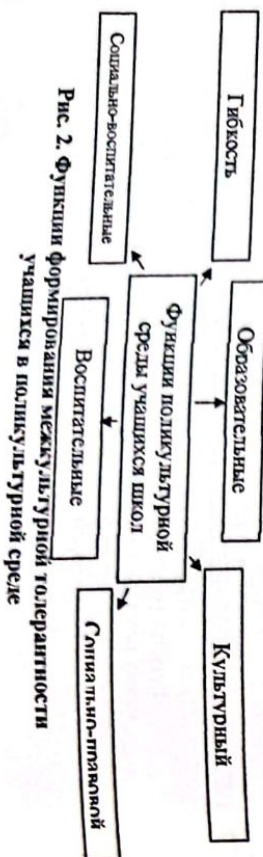 Гибкость
Образовательные
Культурный
Функции поликультурной
среды учащихся школ
Социально-воспитательные
Воспитательные
Социально-правовой
Рис. 2. Функции формирования межкультурной толерантности
учащихся в поликультурной среде